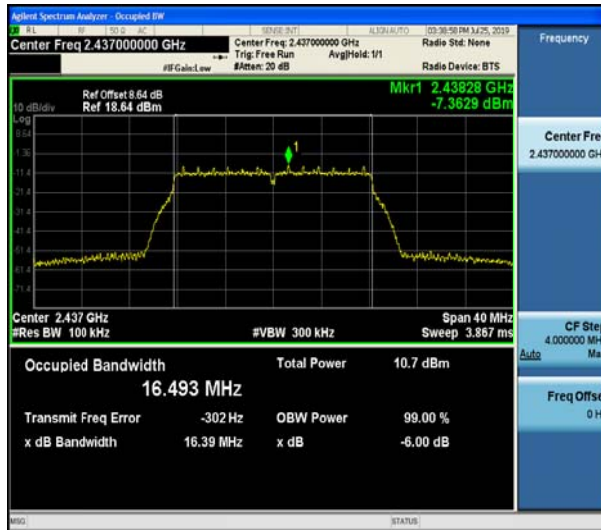 Agilent Spectrum Analyzer - Occupied BW
RL RF 50 Ω AC SENSE:INT ALIGN AUTO 03:38:50 PM Jul 25, 2019
Center Freq 2.437000000 GHz
Center Freq: 2.437000000 GHz
Radio Std: None
Trig: Free Run Avg|Hold: 1/1
#IFGain:Low #Atten: 20 dB Radio Device: BTS
Frequency
Mkr1 2.43828 GHz
-7.3629 dBm
Ref Offset 8.64 dB
10 dB/div Ref 18.64 dBm
Log
8.64
-1.36
-11.4
-21.4
-31.4
-41.4
-51.4
-61.4
-71.4
1
Center Fre
2.437000000 GH
Center 2.437 GHz Span 40 MHz
#Res BW 100 kHz #VBW 300 kHz Sweep 3.867 ms
CF Ste
4.000000 MH
Auto Ma
Occupied Bandwidth Total Power 10.7 dBm
16.493 MHz
Transmit Freq Error -302 Hz OBW Power 99.00 %
x dB Bandwidth 16.39 MHz x dB -6.00 dB
Freq Offse
0 H
MSG STATUS